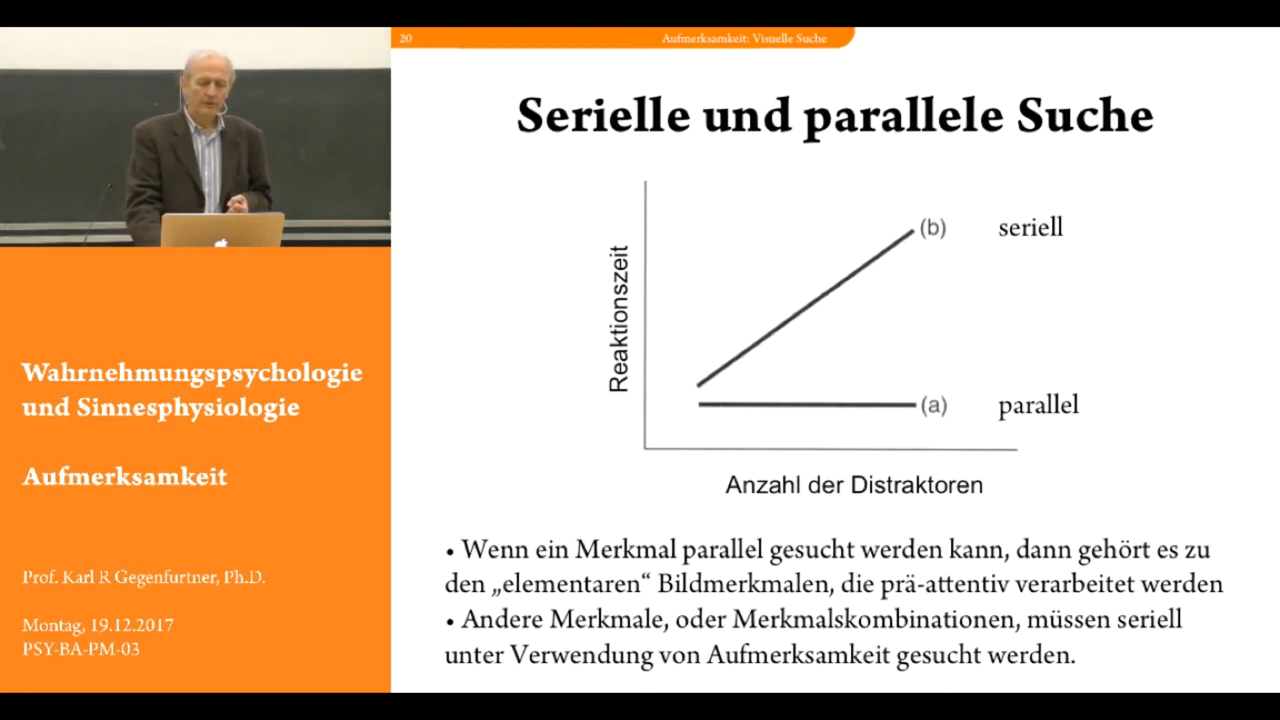 20
Aufmerksamkeit: Visuelle Suche
Serielle und parallele Suche
Reaktionszeit
(b)
seriell
(a)
parallel
Anzahl der Distraktoren
• Wenn ein Merkmal parallel gesucht werden kann, dann gehört es zu
den „elementaren“ Bildmerkmalen, die prä-attentiv verarbeitet werden
• Andere Merkmale, oder Merkmalskombinationen, müssen seriell
unter Verwendung von Aufmerksamkeit gesucht werden.
Wahrnehmungspsychologie
und Sinnesphysiologie
Aufmerksamkeit
Prof. Karl R Gegenfurtner, Ph.D.
Montag, 19.12.2017
PSY-BA-PM-03